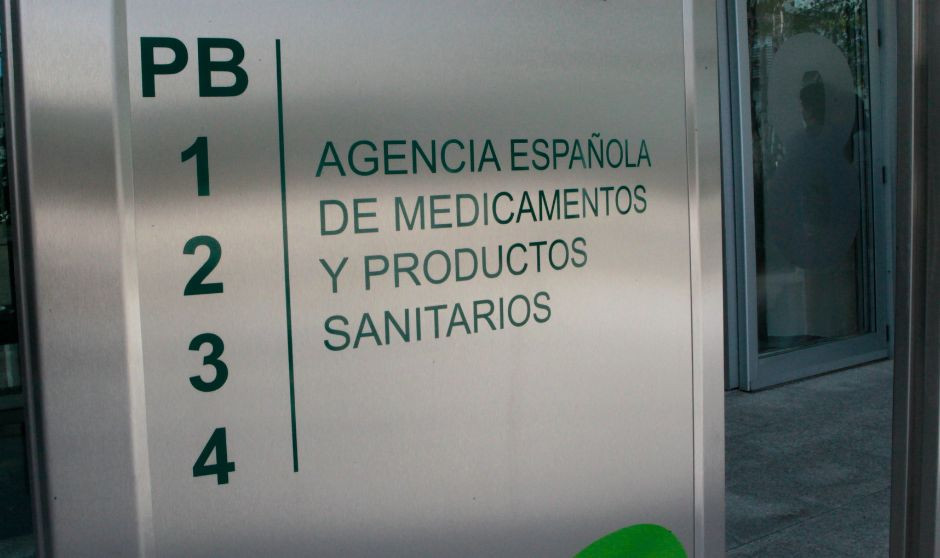 PB
1
2
3
4
AGENCIA ESPAÑOLA
DE MEDICAMENTOS
Y PRODUCTOS
SANITARIOS